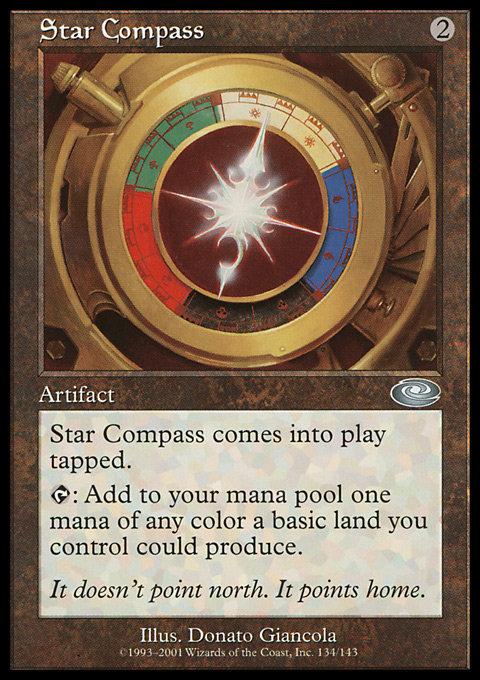 Star Compass
2
Artifact
Star Compass comes into play
tapped.
: Add to your mana pool one
mana of any color a basic land you
control could produce.
It doesn't point north. It points home.
Illus. Donato Giancola
©1993–2001 Wizards of the Coast, Inc. 134/143